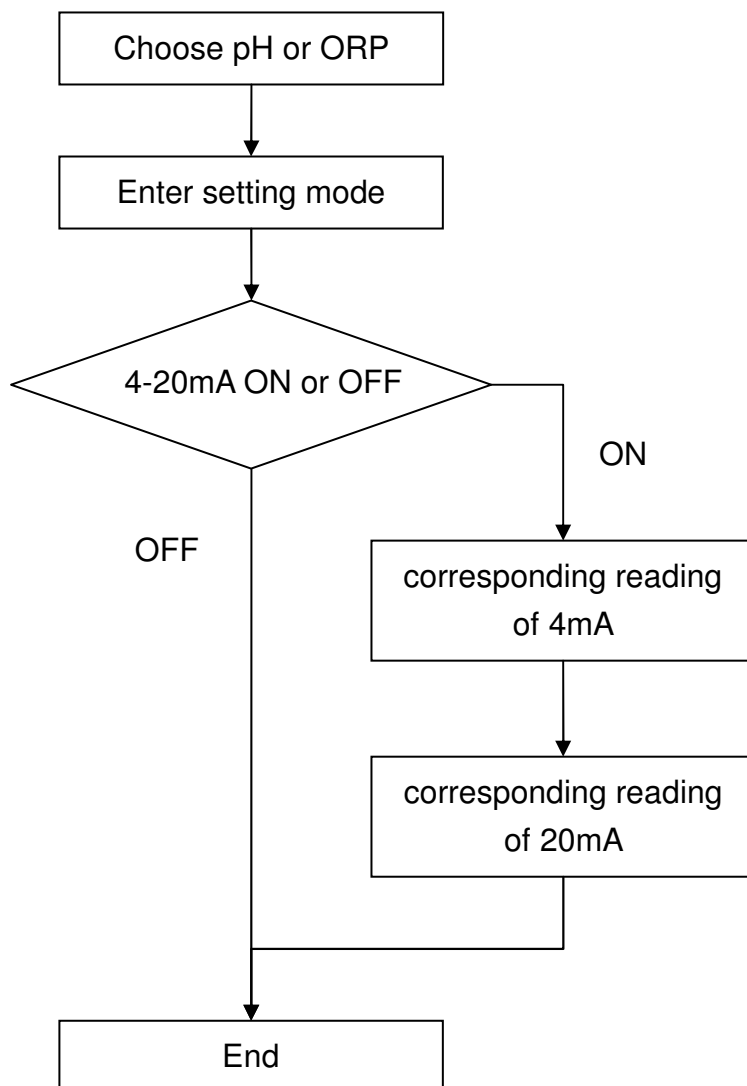 Choose pH or ORP
Enter setting mode
4-20mA ON or OFF
ON
OFF
corresponding reading
of 4mA
corresponding reading
of 20mA
End